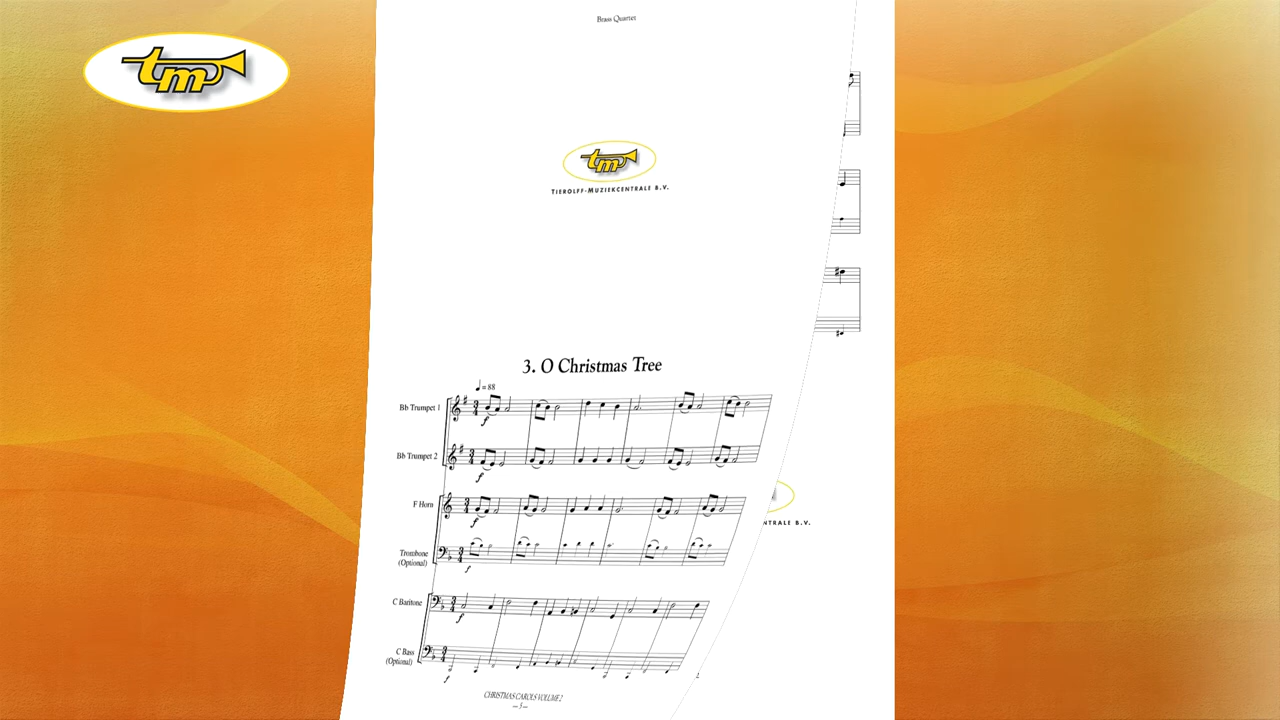 tm
Brass Quartet
tm
TIEROLFF-MUZIEKCENTRALE B.V.
3. O Christmas Tree
= 88
Bb Trumpet 1
f
Bb Trumpet 2
f
F Horn
f
NTRALE B.V.
Trombone
(Optional)
f
C Baritone
f
C Bass
(Optional)
f
CHRISTMAS CAROLS VOLUME 2
— 5 —